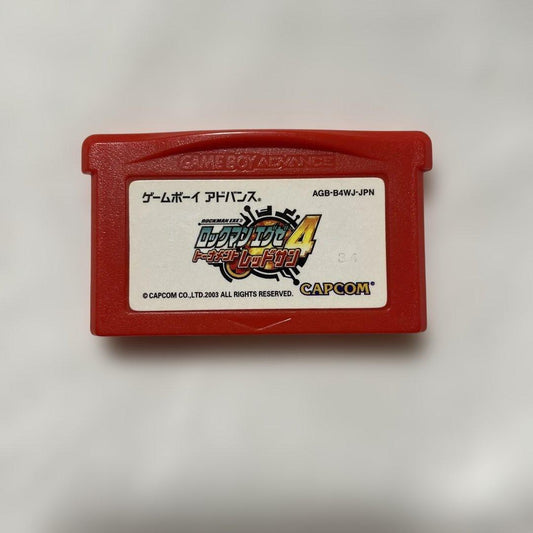 GAME BOY ADVANCE
ゲームボーイ アドバンス®
AGB-B4WJ-JPN
ROCKMAN EXE 4
ロックマンエグゼ4
トーナメント レッドサン
34
© CAPCOM CO.,LTD.2003 ALL RIGHTS RESERVED.
CAPCOM®